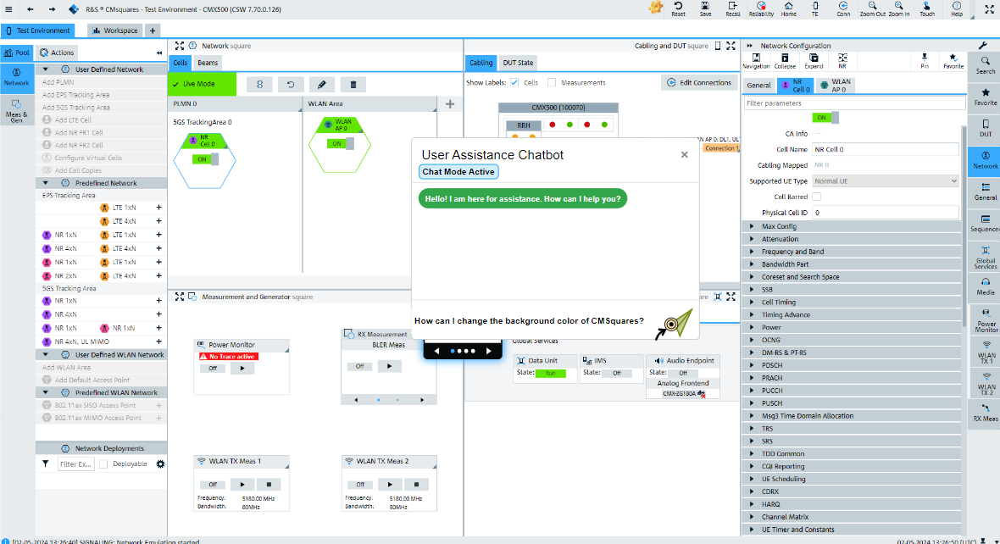 R&S ® CMsquares - Test Environment - CMX500 (CSW 7.70.0.126)
Reset Save Recall Reliability Home TE Conn Zoom Out Zoom In Touch Help
Test Environment Workspace +
Pool
Network
Meas &
Gen
Actions
User Defined Network
Add PLMN
Add EPS Tracking Area
Add 5GS Tracking Area
Add LTE Cell
Add NR FR1 Cell
Add NR FR2 Cell
Configure Virtual Cells
Add Cell Copies
Predefined Network
EPS Tracking Area
LTE 1xN +
LTE 4xN +
NR 1xN LTE 1xN +
NR 4xN LTE 4xN +
NR 1xN LTE 1xN +
NR 2xN LTE 4xN +
5GS Tracking Area
NR 1xN +
NR 4xN +
NR 1xN NR 1xN +
NR 4xN, UL MIMO +
User Defined WLAN Network
Add WLAN Area
Add Default Access Point
Predefined WLAN Network
802.11ax SISO Access Point +
802.11ax MIMO Access Point +
Network Deployments
Filter Ex... Deployable
Network square
Cells Beams
Live Mode
PLMN 0
5GS TrackingArea 0
NR
Cell 0
ON
WLAN Area
WLAN
AP 0
ON
+
Cabling and DUT square
Cabling DUT State
Show Labels: Cells Measurements
Edit Connections
CMX500 (100070)
RRH
AP 0: DL1, UL
Connection 1
User Assistance Chatbot
Chat Mode Active
Hello! I am here for assistance. How can I help you?
How can I change the background color of CMSquares?
Measurement and Generator square
Power Monitor
No Trace active
Off
RX Measurement
BLER Meas
Off
WLAN TX Meas 1
Off
Frequency: 5180.00 MHz
Bandwidth: 80MHz
WLAN TX Meas 2
Off
Frequency: 5180.00 MHz
Bandwidth: 80MHz
Global Services
Data Unit
State: Run
IMS
State: Off
Audio Endpoint
State: Off
Analog Frontend
CMX-ZG180A
Network Configuration
Navigation Collapse Expand NR Pin Favorite
General
NR
Cell 0
WLAN
AP 0
Filter parameters
ON
CA Info
Cell Name NR Cell 0
Cabling Mapped NR 0
Supported UE Type Normal UE
Cell Barred
Physical Cell ID 0
Max Config
Attenuation
Frequency and Band
Bandwidth Part
Coreset and Search Space
SSB
Cell Timing
Timing Advance
Power
OCNG
DM-RS & PT-RS
PDSCH
PRACH
PUCCH
PUSCH
Msg3 Time Domain Allocation
TRS
SRS
TDD Common
CQI Reporting
UE Scheduling
CDRX
HARQ
Channel Matrix
UE Timer and Constants
Search
Favorite
DUT
Network
General
Sequencer
Global
Services
Media
Power
Monitor
WLAN
TX 1
WLAN
TX 2
RX Meas
[02-05-2024 13:26:40] SIGNALING: Network Emulation started
02-05-2024 13:26:50 (UTC)